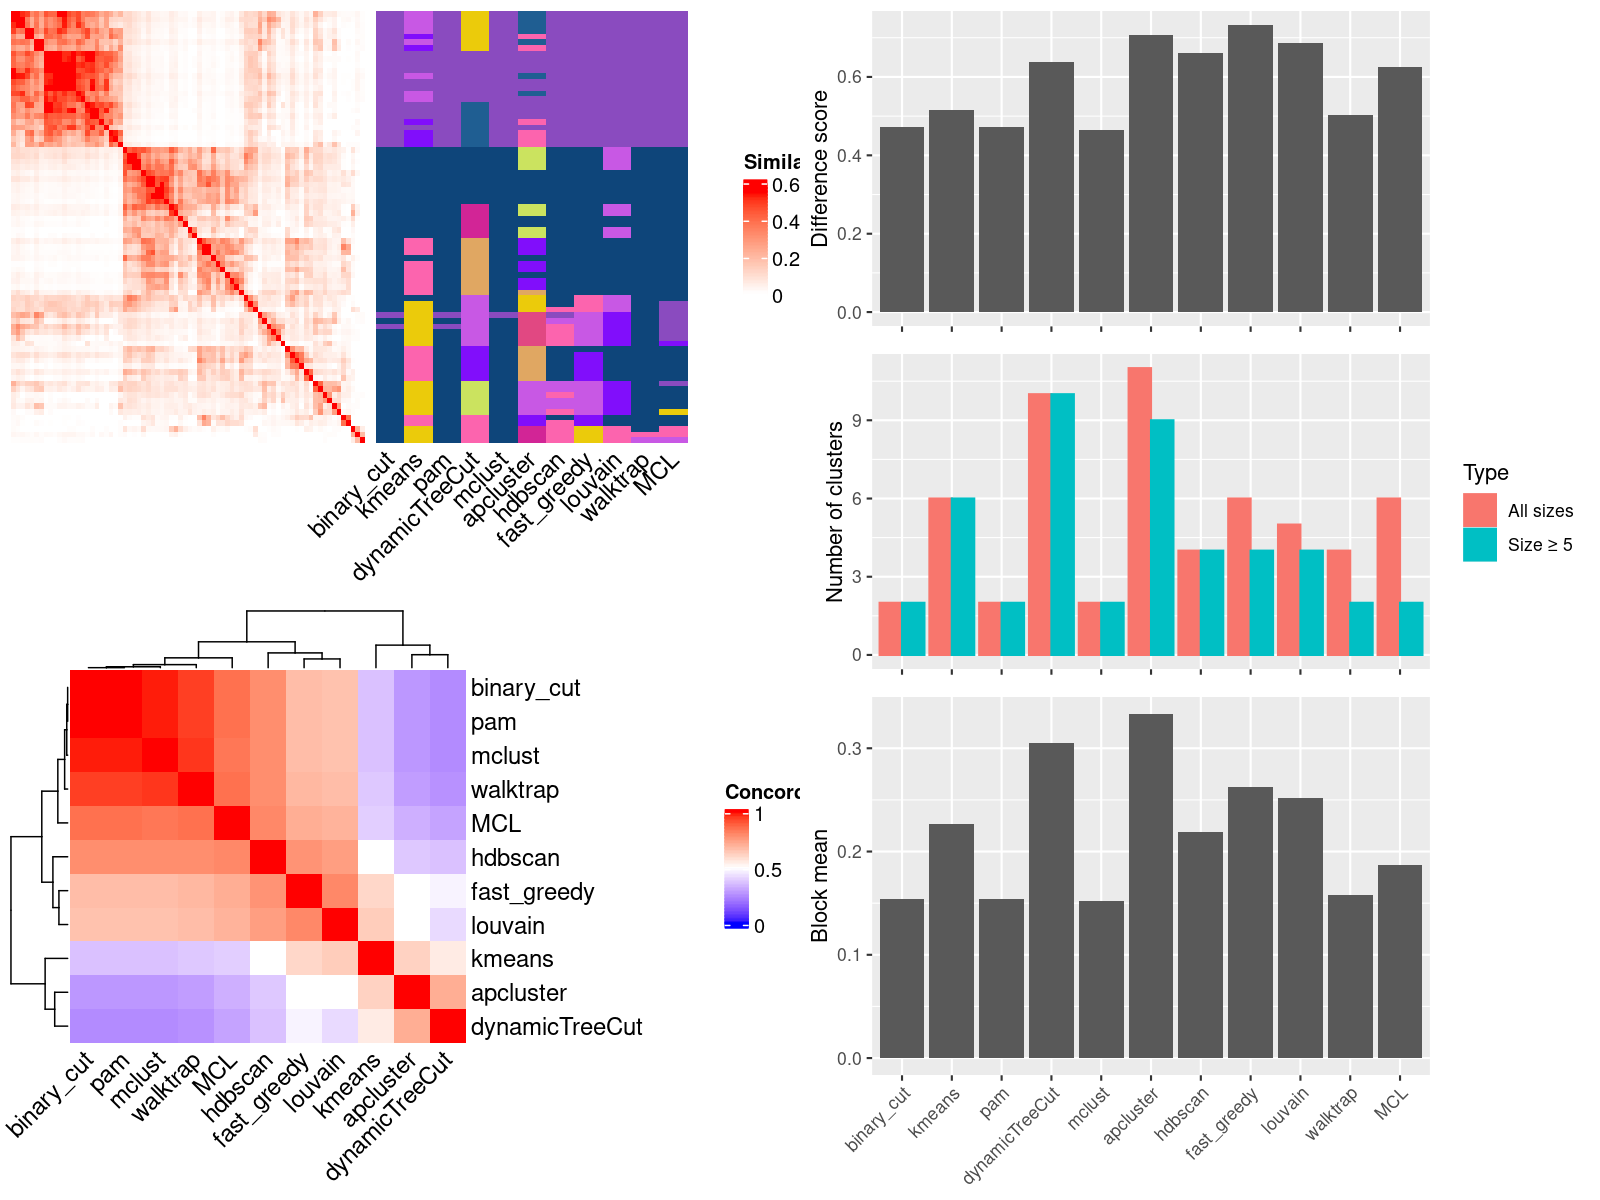 Simila
0.6
0.4
0.2
0
binary_cut
kmeans
pam
dynamicTreeCut
mclust
apcluster
hdbscan
fast_greedy
louvain
walktrap
MCL
binary_cut
pam
mclust
walktrap
MCL
hdbscan
fast_greedy
louvain
kmeans
apcluster
dynamicTreeCut
Concord
1
0.5
0
binary_cut
pam
mclust
walktrap
MCL
hdbscan
fast_greedy
louvain
kmeans
apcluster
dynamicTreeCut
Difference score
0.6
0.4
0.2
0.0
Number of clusters
9
6
3
0
Type
All sizes
Size ≥ 5
Block mean
0.3
0.2
0.1
0.0
binary_cut
kmeans
pam
dynamicTreeCut
mclust
apcluster
hdbscan
fast_greedy
louvain
walktrap
MCL